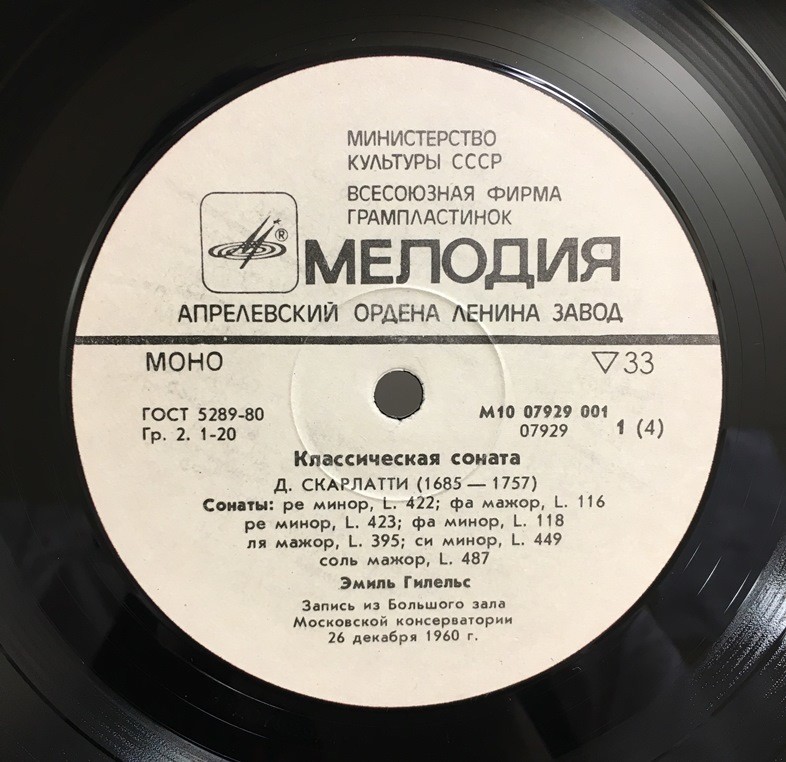 МИНИСТЕРСТВО
КУЛЬТУРЫ СССР
ВСЕСОЮЗНАЯ ФИРМА
ГРАМПЛАСТИНОК
®
МЕЛОДИЯ
АПРЕЛЕВСКИЙ ОРДЕНА ЛЕНИНА ЗАВОД
МОНО ▽33
ГОСТ 5289-80 М10 07929 001
Гр. 2. 1-20 07929 1 (4)
Классическая соната
Д. СКАРЛАТТИ (1685 — 1757)
Сонаты: ре минор, L. 422; фа мажор, L. 116
ре минор, L. 423; фа минор, L. 118
ля мажор, L. 395; си минор, L. 449
соль мажор, L. 487
Эмиль Гилельс
Запись из Большого зала
Московской консерватории
26 декабря 1960 г.